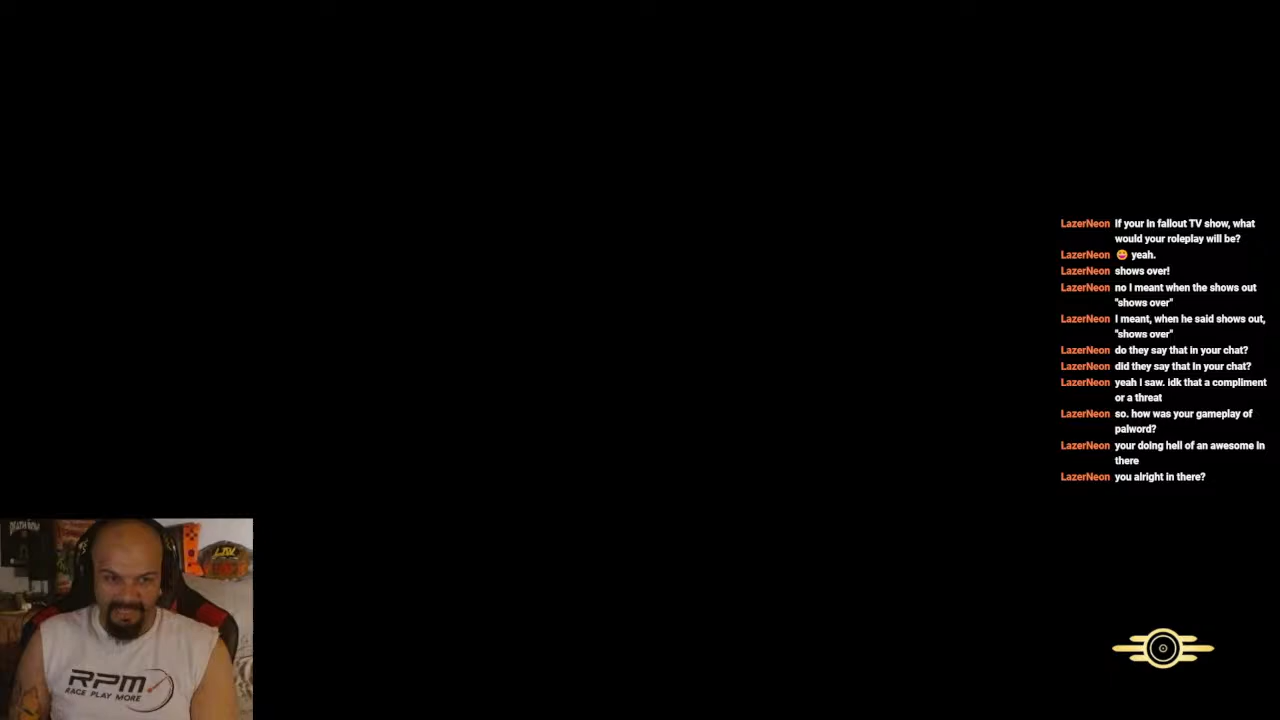 LazerNeon If your in fallout TV show, what
would your roleplay will be?
LazerNeon 😄 yeah.
LazerNeon shows over!
LazerNeon no I meant when the shows out
"shows over"
LazerNeon I meant, when he said shows out,
"shows over"
LazerNeon do they say that in your chat?
LazerNeon did they say that in your chat?
LazerNeon yeah I saw. idk that a compliment
or a threat
LazerNeon so. how was your gameplay of
palword?
LazerNeon your doing hell of an awesome in
there
LazerNeon you alright in there?
RPM
RACE PLAY MORE